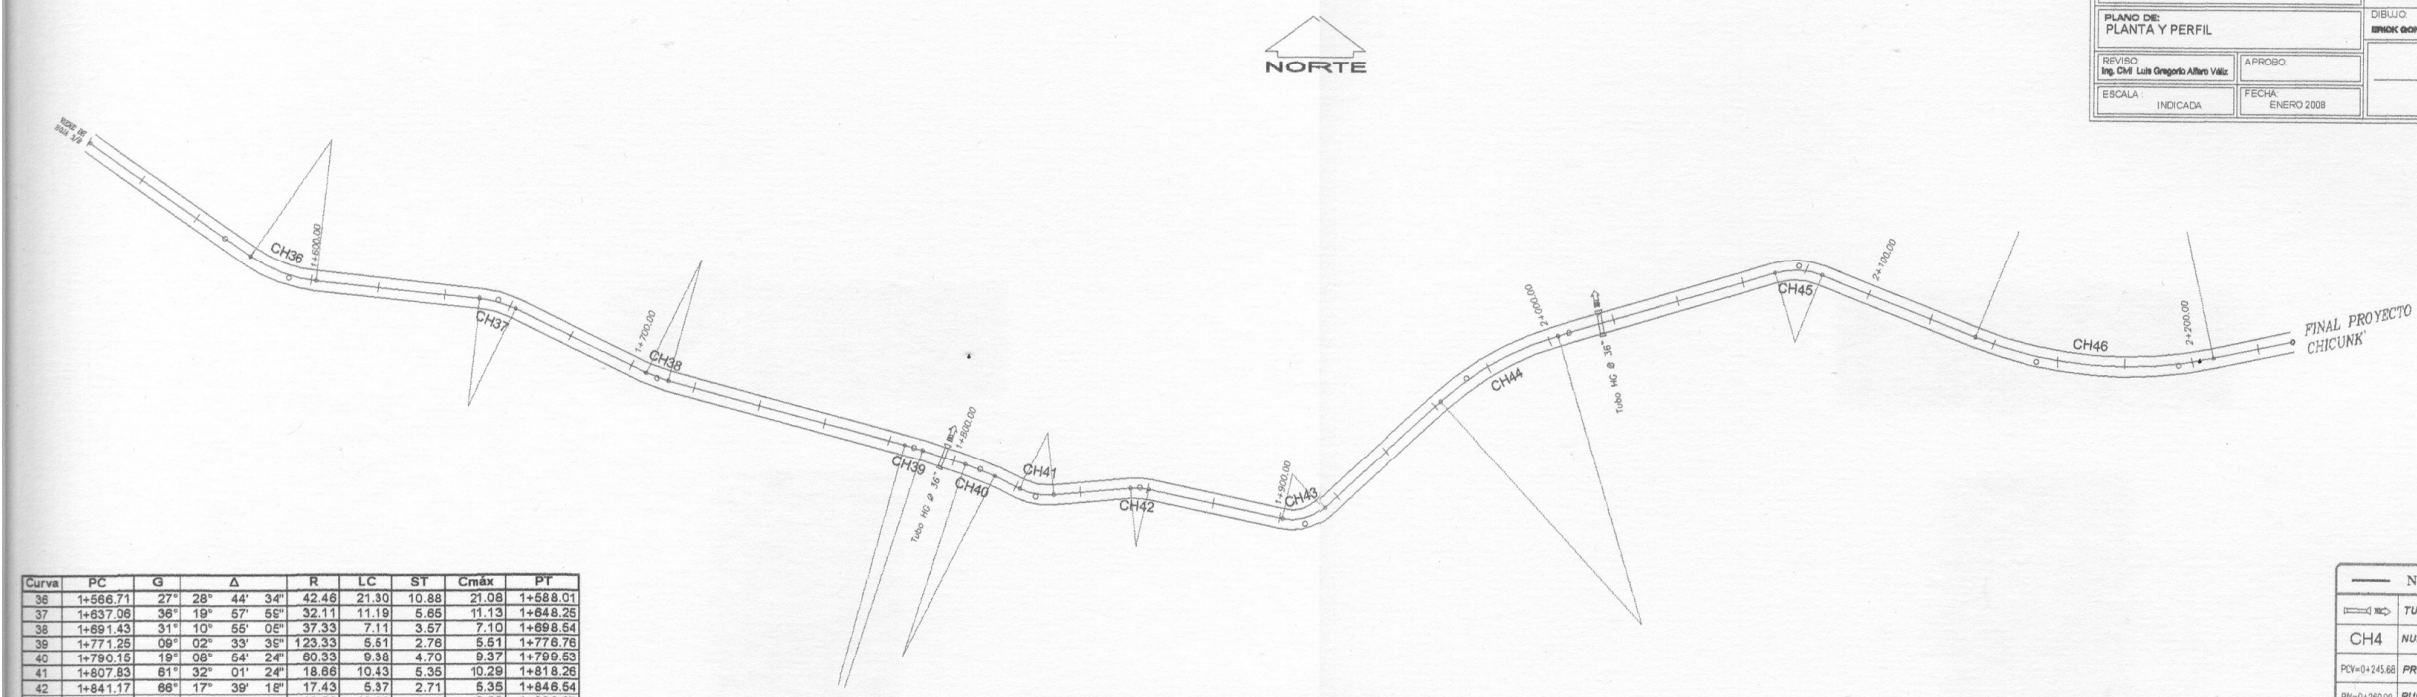 NORTE
PLANO DE:
PLANTA Y PERFIL
DIBUJO:
REVISO:
Ing. Civil Luis Gregorio Alfaro Véliz
APROBO:
ESCALA :
INDICADA
FECHA:
ENERO 2008
CH36
1+600.00
CH37
1+700.00
CH38
CH39
Tubo HG Ø 36"
1+800.00
CH40
CH41
CH42
1+900.00
CH43
CH44
2+000.00
Tubo HG Ø 36"
CH45
2+100.00
CH46
2+200.00
FINAL PROYECTO
CHICUNK'
Curva PC G Δ R LC ST Cmáx PT
36 1+566.71 27° 28° 44' 34" 42.46 21.30 10.88 21.08 1+588.01
37 1+637.06 36° 19° 57' 32.11 11.19 5.65 11.13 1+648.25
38 1+691.43 31° 10° 55' 37.33 7.11 3.57 7.10 1+698.54
39 1+771.25 09° 02° 33' 123.33 5.51 2.76 5.51 1+776.76
40 1+790.15 19° 08° 54' 24" 60.33 9.38 4.70 9.37 1+799.53
41 1+807.83 61° 32° 01' 24" 18.66 10.43 5.35 10.29 1+818.26
42 1+841.17 66° 17° 39' 18" 17.43 5.37 2.71 5.35 1+846.54
N
TU
CH4 NU
PCV=0+245.68 PR